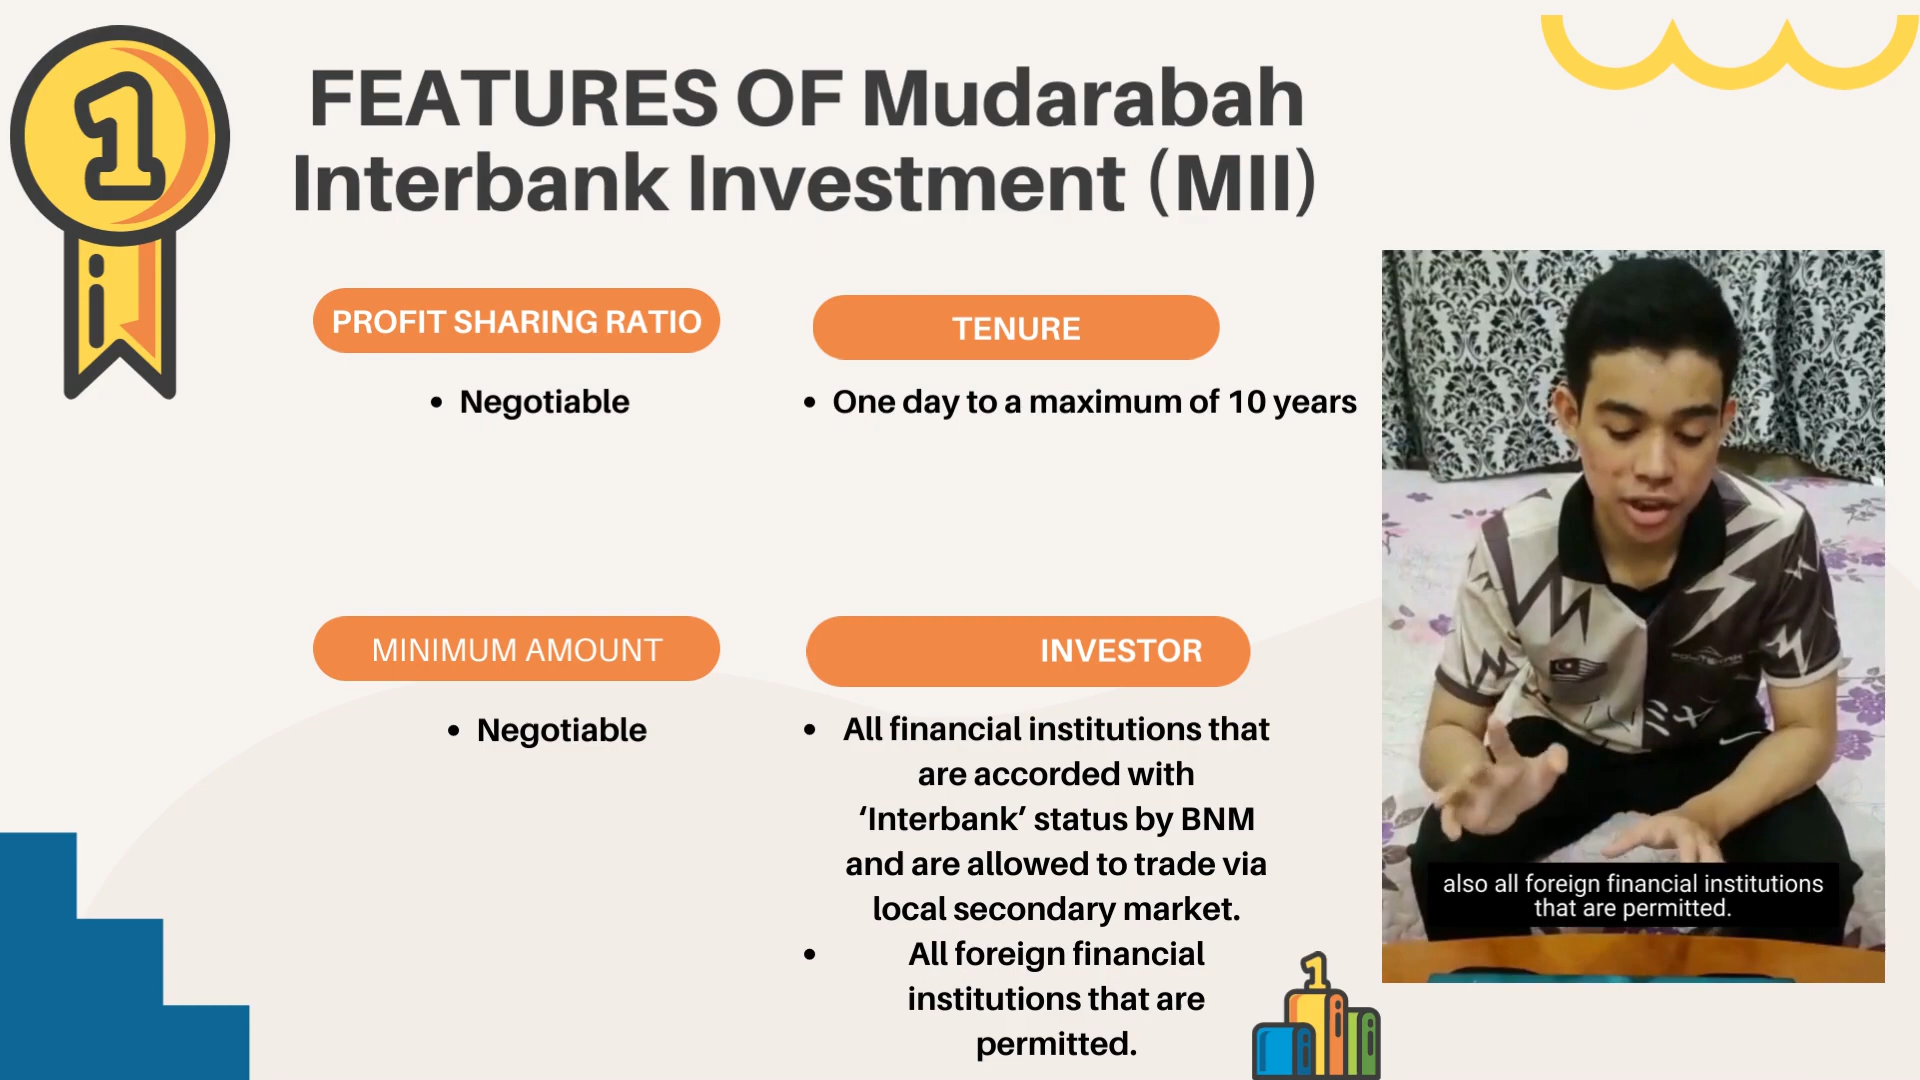 1
FEATURES OF Mudarabah
Interbank Investment (MII)
PROFIT SHARING RATIO
• Negotiable
TENURE
• One day to a maximum of 10 years
MINIMUM AMOUNT
• Negotiable
INVESTOR
• All financial institutions that
are accorded with
‘Interbank’ status by BNM
and are allowed to trade via
local secondary market.
• All foreign financial
institutions that are
permitted.
1
also all foreign financial institutions
that are permitted.